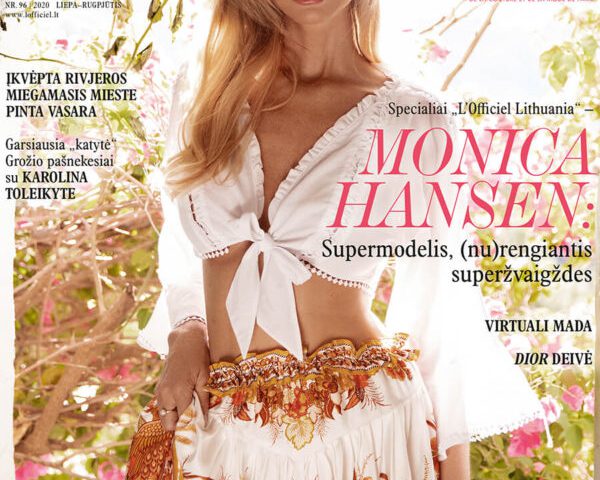 NR. 96 / 2020 LIEPA–RUGPJŪTIS
www.lofficiel.lt
ĮKVĖPTA RIVJEROS
MIEGAMASIS MIESTE
PINTA VASARA
Garsiausia „katytė“
Grožio pašnekesiai
su KAROLINA
TOLEIKYTE
Specialiai „L'Officiel Lithuania“ –
MONICA
HANSEN:
Supermodelis, (nu)rengiantis
superžvaigždes
VIRTUALI MADA
DIOR DEIVĖ